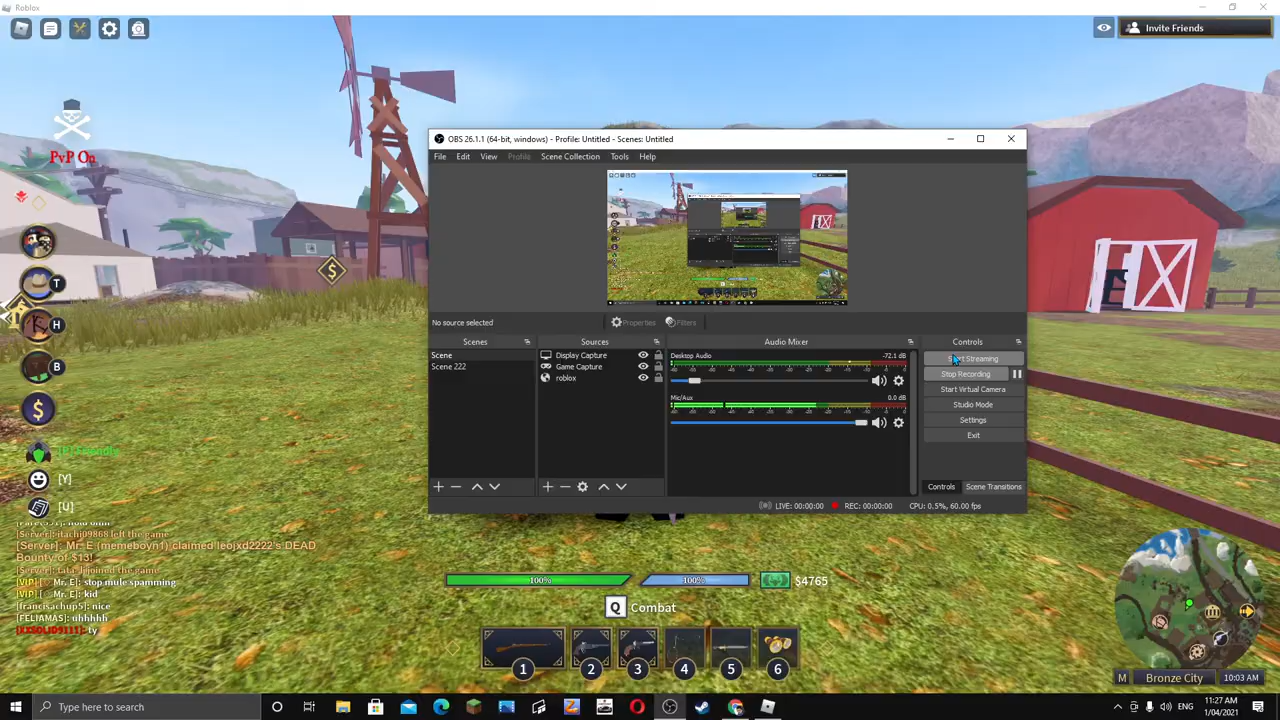 Roblox
Invite Friends
PvP On
T
H
B
[Y]
[U]
[Server]: itachi09868 left the game
[Server]: Mr. E (memeboyn1) claimed leojxd2222's DEAD
Bounty of $13!
joined the game
Mr. E: stop mule spamming
Mr. E: kid
[francisachup5]: nice
[FELIAMAS]: uhhhhh
ty
OBS 26.1.1 (64-bit, windows) - Profile: Untitled - Scenes: Untitled
File Edit View Profile Scene Collection Tools Help
No source selected Properties Filters
Scenes Sources Audio Mixer Controls
Scene
Scene 222
Display Capture
Game Capture
roblox
Desktop Audio -72.1 dB
Mic/Aux 0.0 dB
Start Streaming
Stop Recording
Start Virtual Camera
Studio Mode
Settings
Exit
Controls Scene Transitions
LIVE: 00:00:00 REC: 00:00:00 CPU: 0.5%, 60.00 fps
100% 100% $4765
Q Combat
1 2 3 4 5 6
M Bronze City 10:03 AM
Type here to search
ENG
11:27 AM
1/04/2021